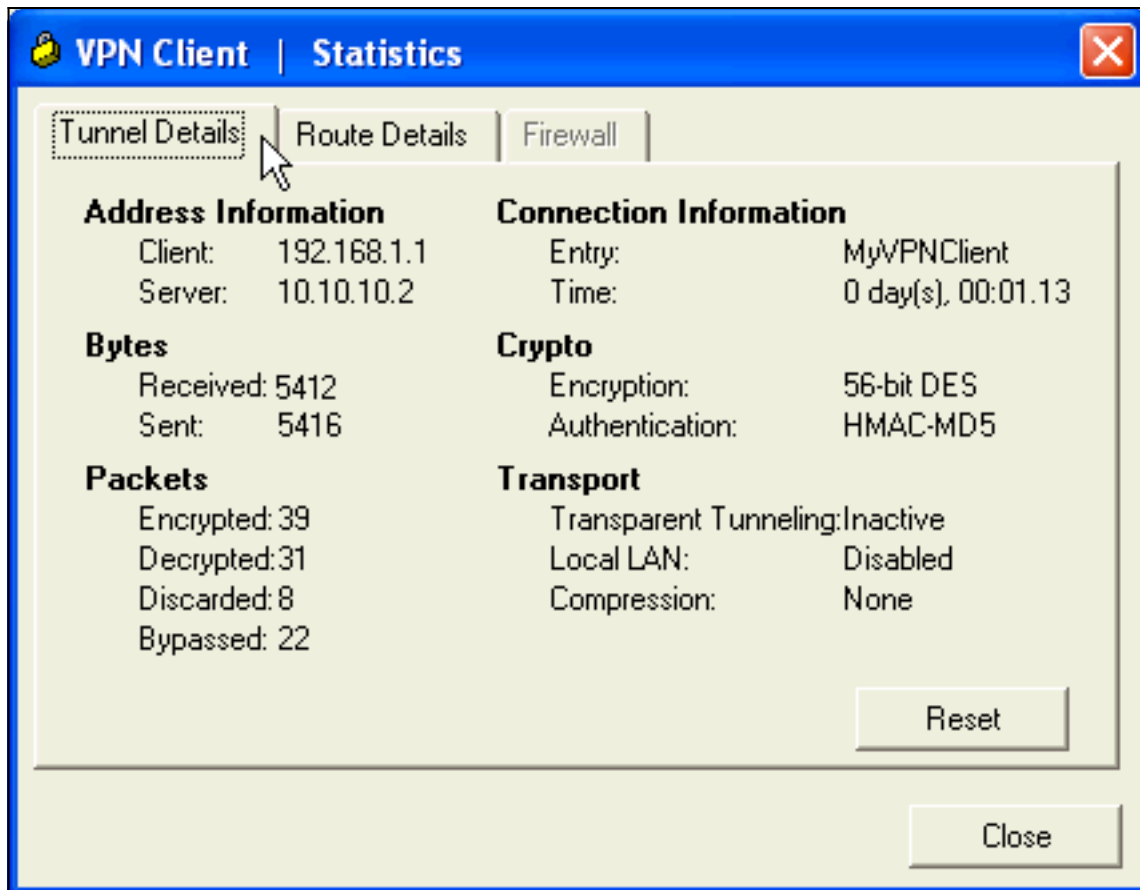 VPN Client | Statistics
Tunnel Details
Route Details
Firewall
Address Information
Client: 192.168.1.1
Server: 10.10.10.2
Bytes
Received: 5412
Sent: 5416
Packets
Encrypted: 39
Decrypted: 31
Discarded: 8
Bypassed: 22
Connection Information
Entry: MyVPNClient
Time: 0 day(s), 00:01.13
Crypto
Encryption: 56-bit DES
Authentication: HMAC-MD5
Transport
Transparent Tunneling: Inactive
Local LAN: Disabled
Compression: None
Reset
Close